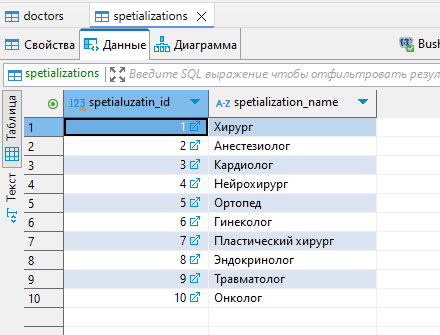 doctors spetializations
Свойства Данные Диаграмма Bush
spetializations Введите SQL выражение чтобы отфильтровать резул
Таблица
Текст
123 spetialuzatin_id A-Z spetialization_name
1 1 Хирург
2 2 Анестезиолог
3 3 Кардиолог
4 4 Нейрохирург
5 5 Ортопед
6 6 Гинеколог
7 7 Пластический хирург
8 8 Эндокринолог
9 9 Травматолог
10 10 Онколог